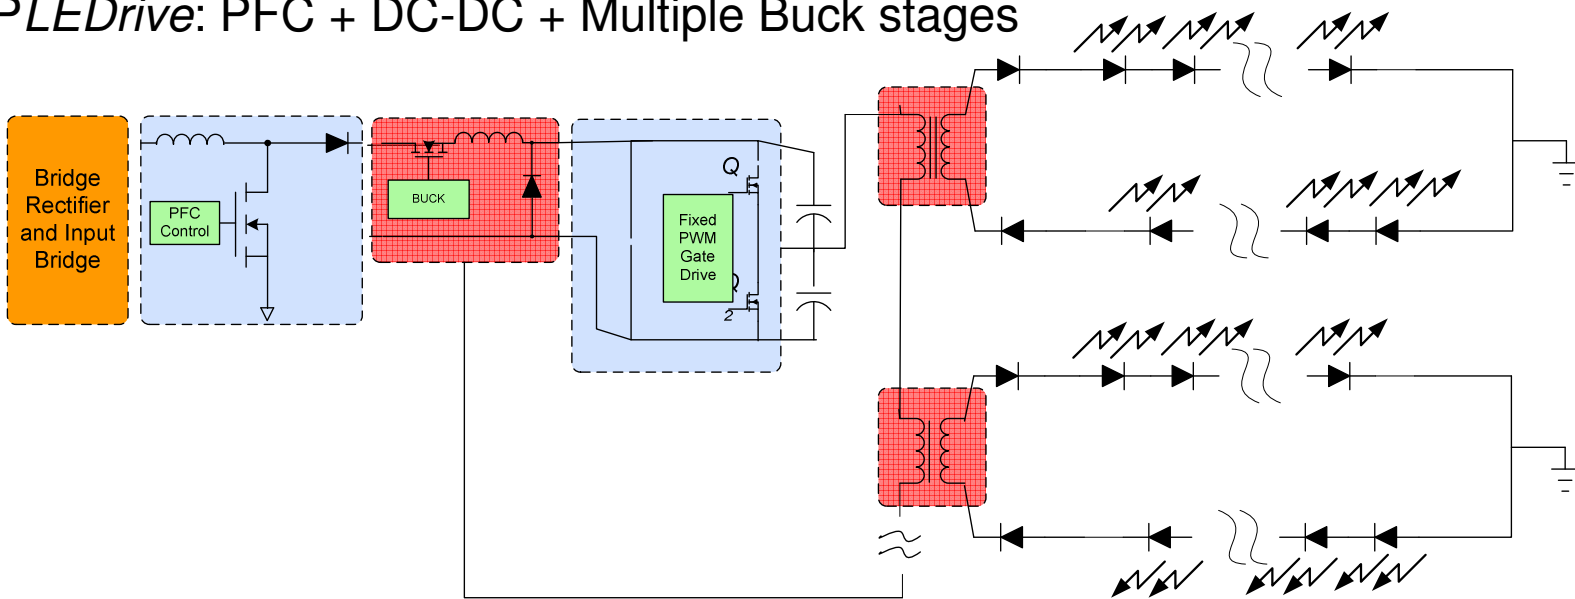 PLEDrive: PFC + DC-DC + Multiple Buck stages
Bridge
Rectifier
and Input
Bridge
PFC
Control
BUCK
Fixed
PWM
Gate
Drive
Q
2